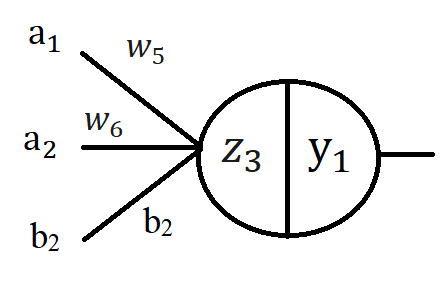 a₁
w₅
w₆
a₂
z₃
y₁
b₂
b₂